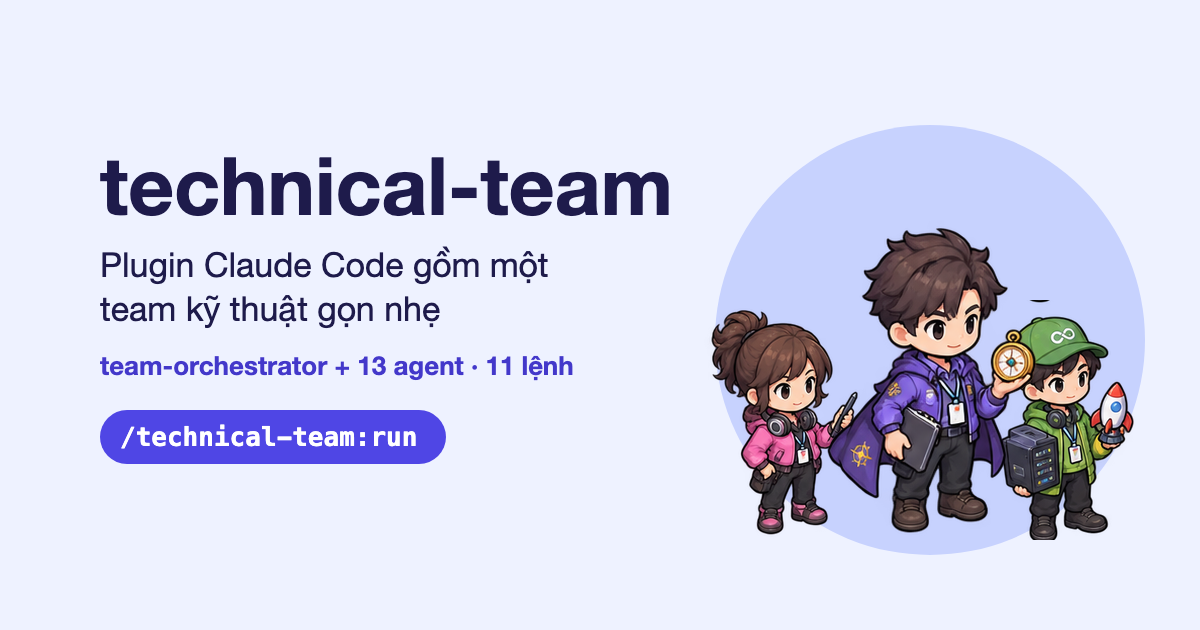 technical-team
Plugin Claude Code gồm một
team kỹ thuật gọn nhẹ
team-orchestrator + 13 agent · 11 lệnh
/technical-team:run